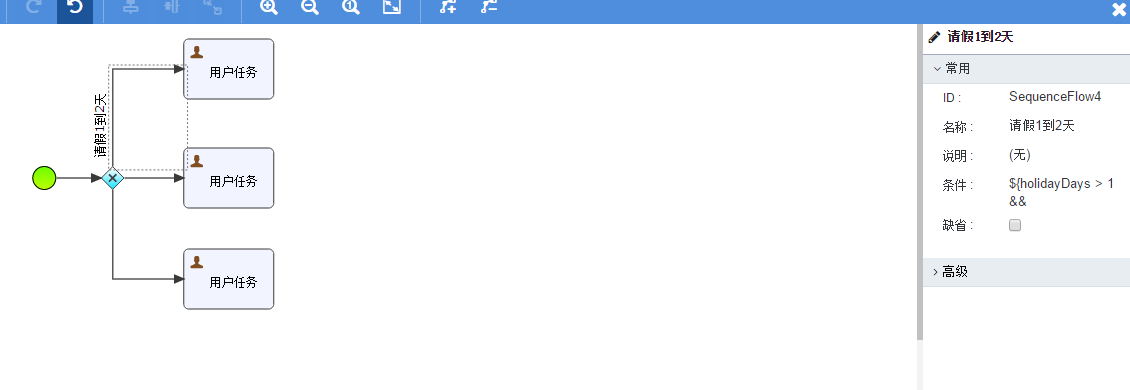 请假1到2天
用户任务
用户任务
用户任务
请假1到2天
常用
ID :
SequenceFlow4
名称 :
请假1到2天
说明 :
(无)
条件 :
${holidayDays > 1
&&
缺省 :
高级